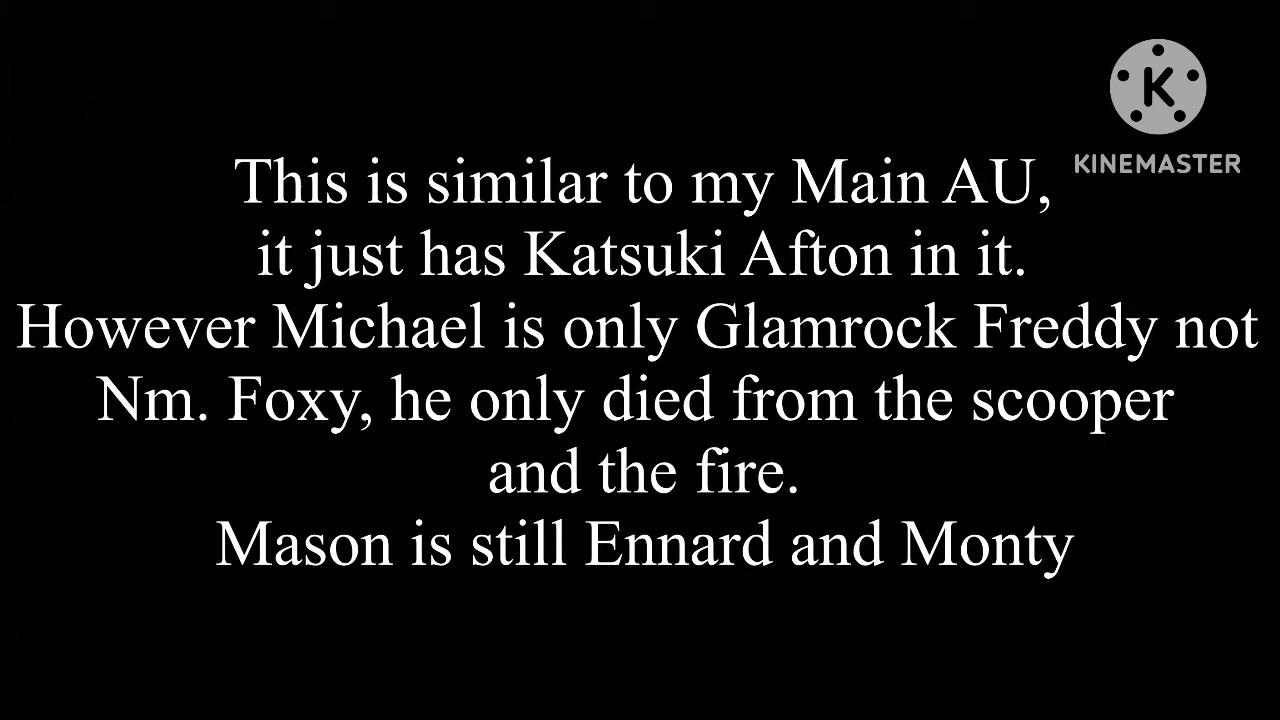 K
KINEMASTER
This is similar to my Main AU,
it just has Katsuki Afton in it.
However Michael is only Glamrock Freddy not
Nm. Foxy, he only died from the scooper
and the fire.
Mason is still Ennard and Monty